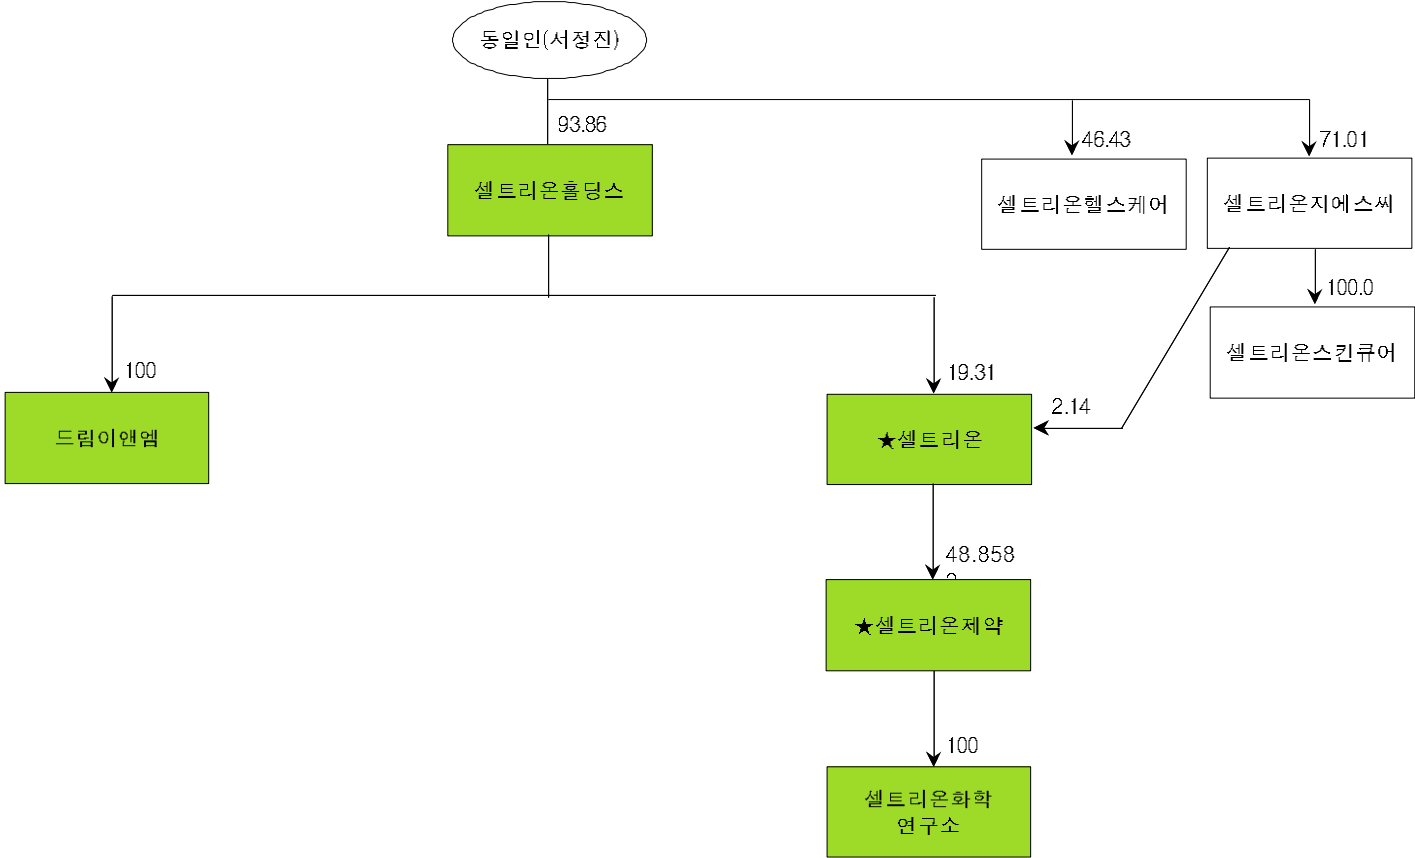 동일인(서정진)
93.86
46.43
71.01
셀트리온홀딩스
셀트리온헬스케어
셀트리온지에스씨
100.0
셀트리온스킨큐어
100
19.31
2.14
드림이앤엠
★셀트리온
48.858
★셀트리온제약
100
셀트리온화학
연구소